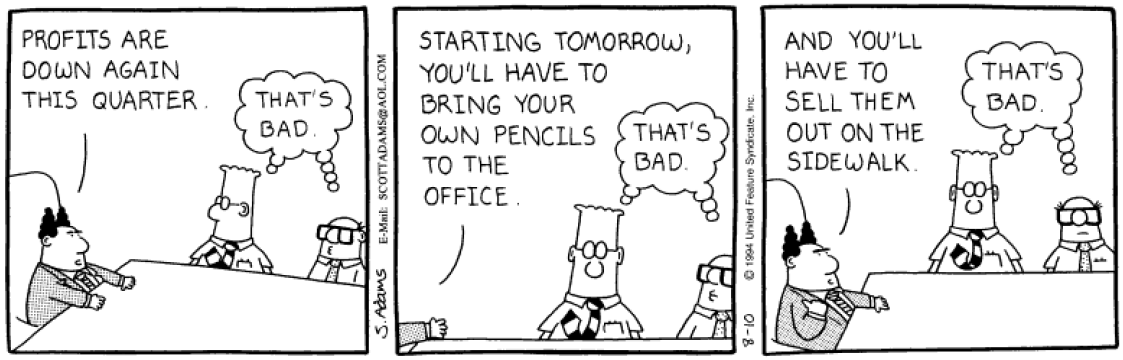 PROFITS ARE
DOWN AGAIN
THIS QUARTER.
THAT'S
BAD.
S. Adams E-Mail: SCOTTADAMS@AOL.COM
STARTING TOMORROW,
YOU'LL HAVE TO
BRING YOUR
OWN PENCILS
TO THE
OFFICE.
THAT'S
BAD.
8-10 © 1994 United Feature Syndicate, Inc.
AND YOU'LL
HAVE TO
SELL THEM
OUT ON THE
SIDEWALK.
THAT'S
BAD.